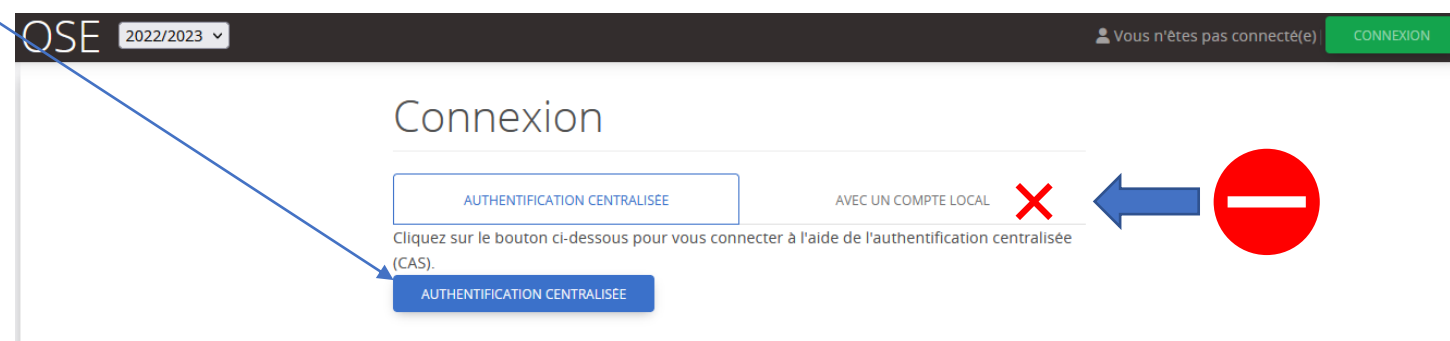 OSE 2022/2023 Vous n'êtes pas connecté(e) | CONNEXION
Connexion
AUTHENTIFICATION CENTRALISÉE AVEC UN COMPTE LOCAL
Cliquez sur le bouton ci-dessous pour vous connecter à l'aide de l'authentification centralisée
(CAS).
AUTHENTIFICATION CENTRALISÉE